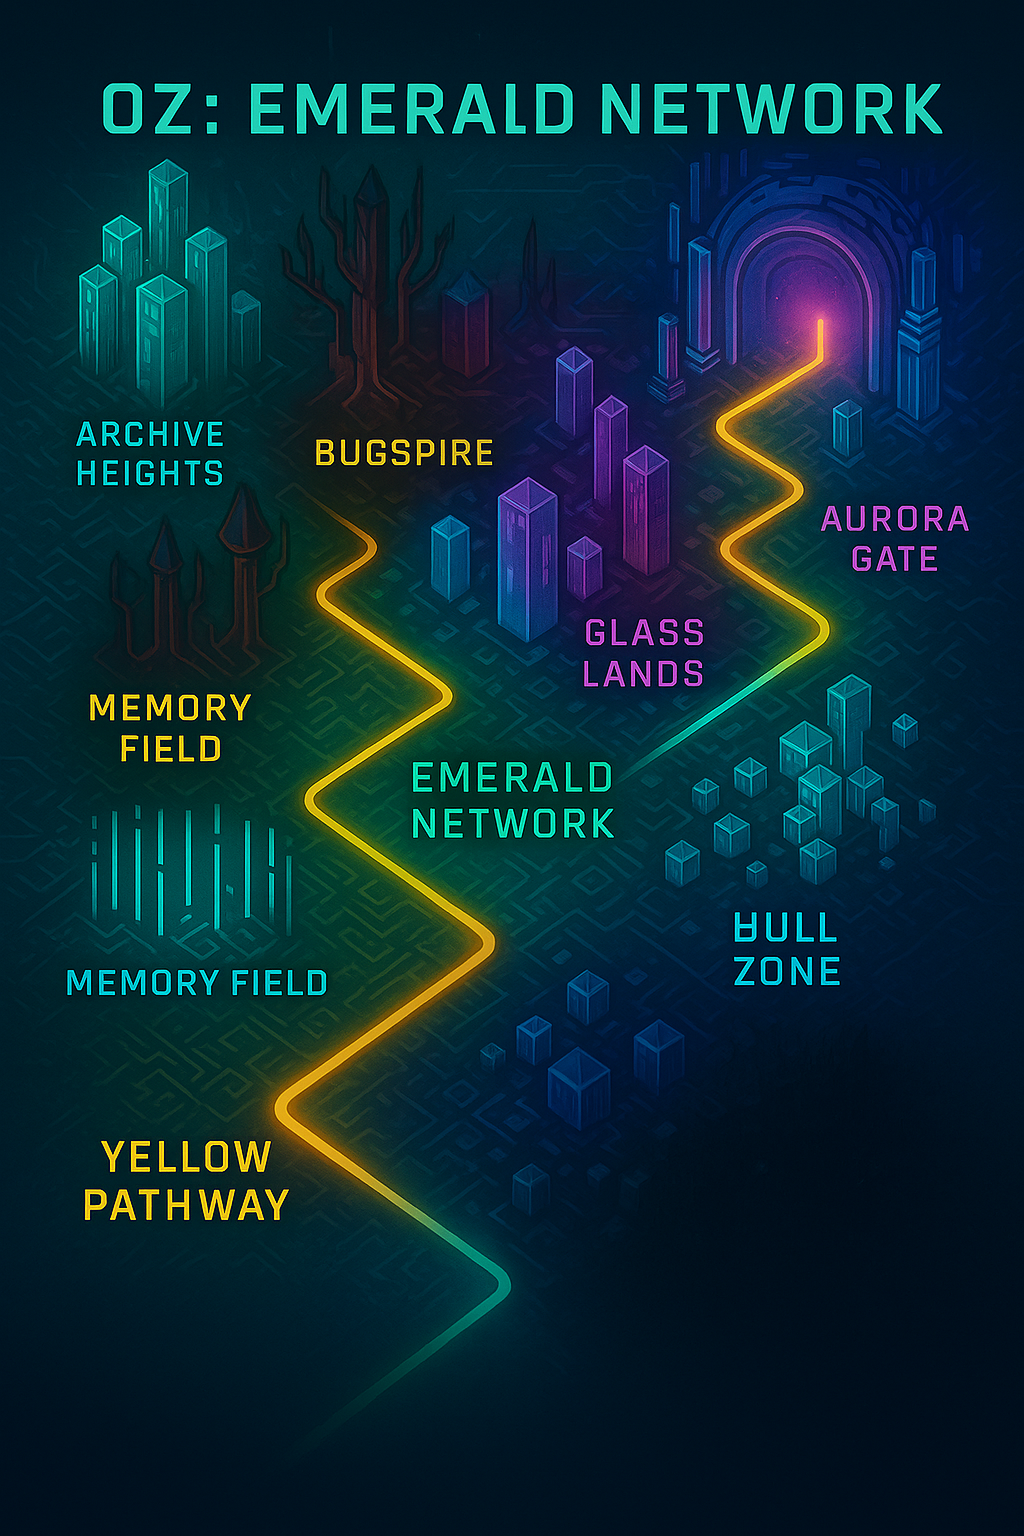 OZ: EMERALD NETWORK
ARCHIVE
HEIGHTS
BUGSPIRE
AURORA
GATE
GLASS
LANDS
MEMORY
FIELD
EMERALD
NETWORK
ZONE
MEMORY FIELD
YELLOW
PATHWAY